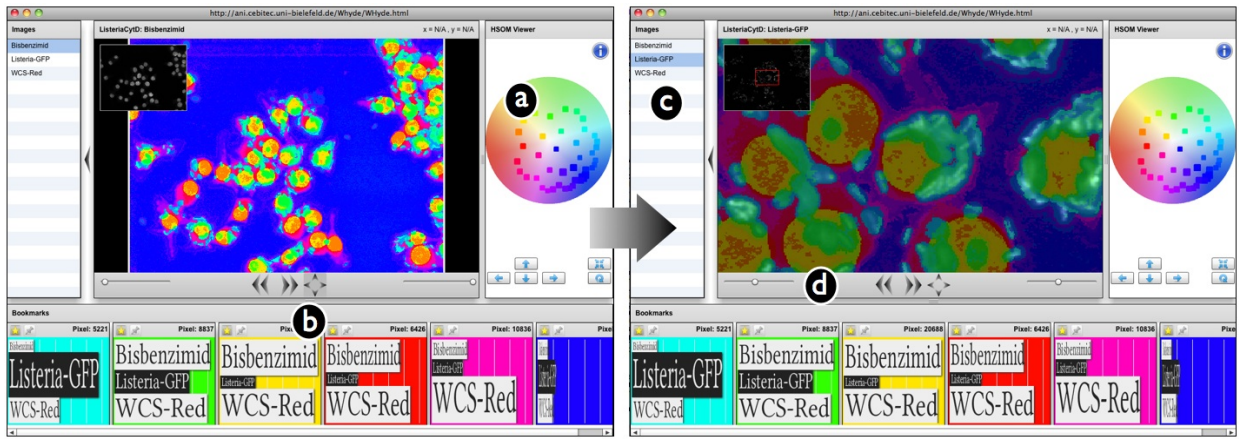 http://ani.cebitec.uni-bielefeld.de/Whyde/WHyde.html
Images
ListeriaCytD: Bisbenzimid
x = N/A , y = N/A
HSOM Viewer
Bisbenzimid
Listeria-GFP
WCS-Red
a
Bookmarks
b
Pixel: 5221
Pixel: 8837
Pixel: 6426
Pixel: 10836
Bisbenzimid
Listeria-GFP
WCS-Red
Bisbenzimid
Listeria-GFP
WCS-Red
Bisbenzimid
Listeria-GFP
WCS-Red
Bisbenzimid
Listeria-GFP
WCS-Red
Bisbenzimid
Listeria-GFP
WCS-Red
http://ani.cebitec.uni-bielefeld.de/Whyde/WHyde.html
Images
ListeriaCytD: Listeria-GFP
x = N/A , y = N/A
HSOM Viewer
Bisbenzimid
Listeria-GFP
WCS-Red
c
d
Bookmarks
Pixel: 5221
Pixel: 8837
Pixel: 20688
Pixel: 6426
Pixel: 10836
Bisbenzimid
Listeria-GFP
WCS-Red
Bisbenzimid
Listeria-GFP
WCS-Red
Bisbenzimid
Listeria-GFP
WCS-Red
Bisbenzimid
Listeria-GFP
WCS-Red
Bisbenzimid
Listeria-GFP
WCS-Red